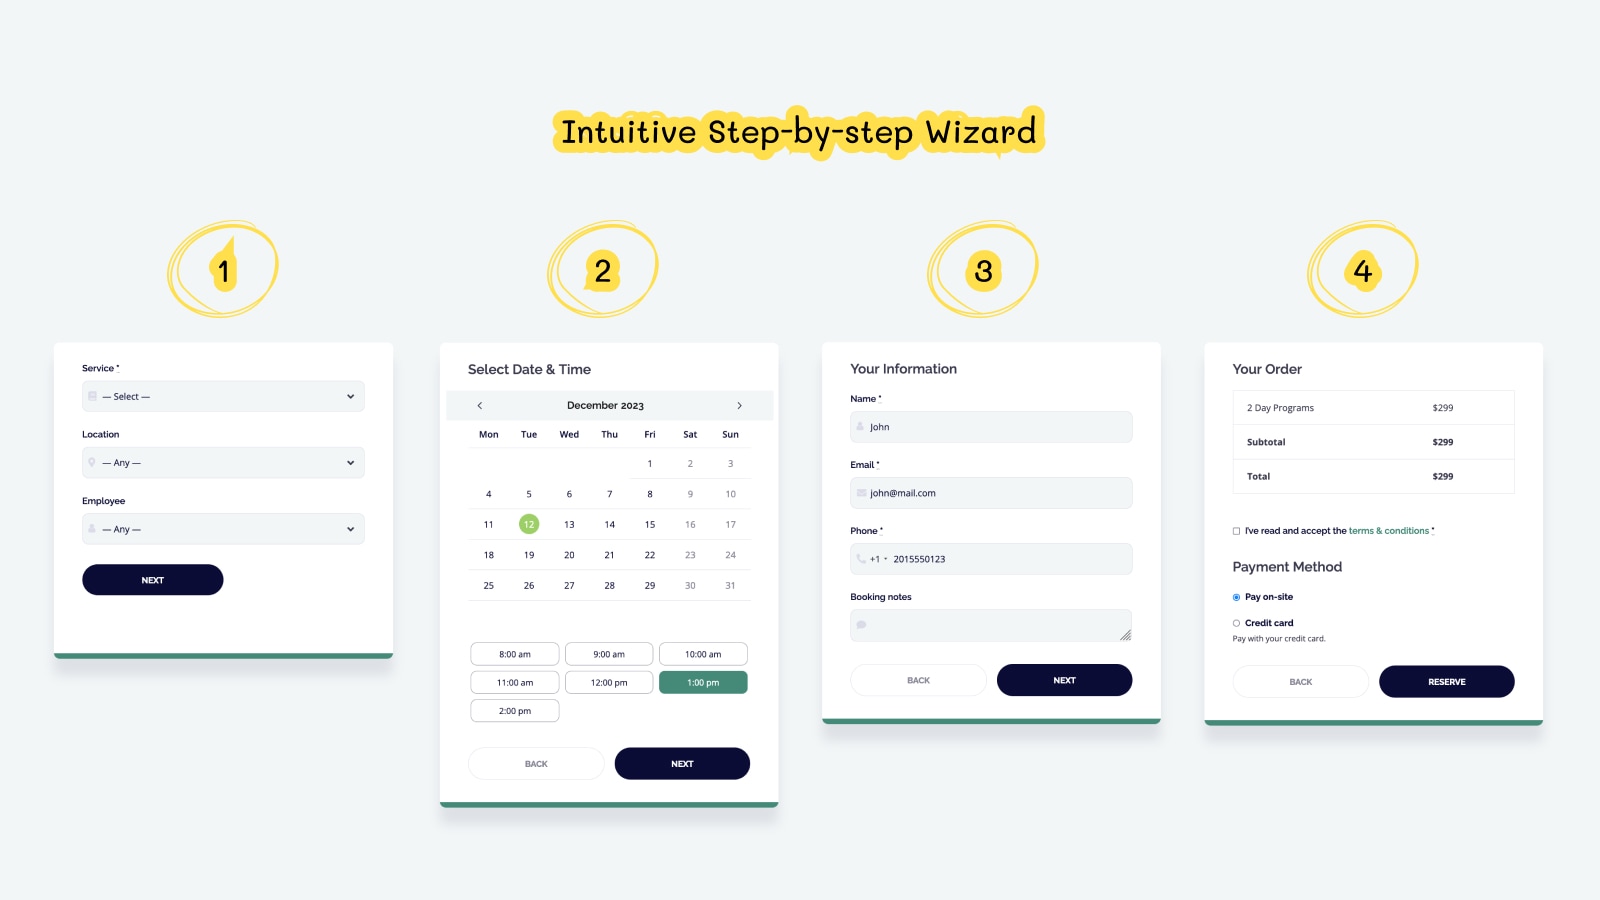 Intuitive Step-by-step Wizard
1
Service *
— Select —
Location
— Any —
Employee
— Any —
NEXT
2
Select Date & Time
December 2023
Mon Tue Wed Thu Fri Sat Sun
1 2 3
4 5 6 7 8 9 10
11 12 13 14 15 16 17
18 19 20 21 22 23 24
25 26 27 28 29 30 31
8:00 am 9:00 am 10:00 am
11:00 am 12:00 pm 1:00 pm
2:00 pm
BACK NEXT
3
Your Information
Name *
John
Email *
john@mail.com
Phone *
+1 2015550123
Booking notes
BACK NEXT
4
Your Order
2 Day Programs $299
Subtotal $299
Total $299
I've read and accept the terms & conditions *
Payment Method
Pay on-site
Credit card
Pay with your credit card.
BACK RESERVE